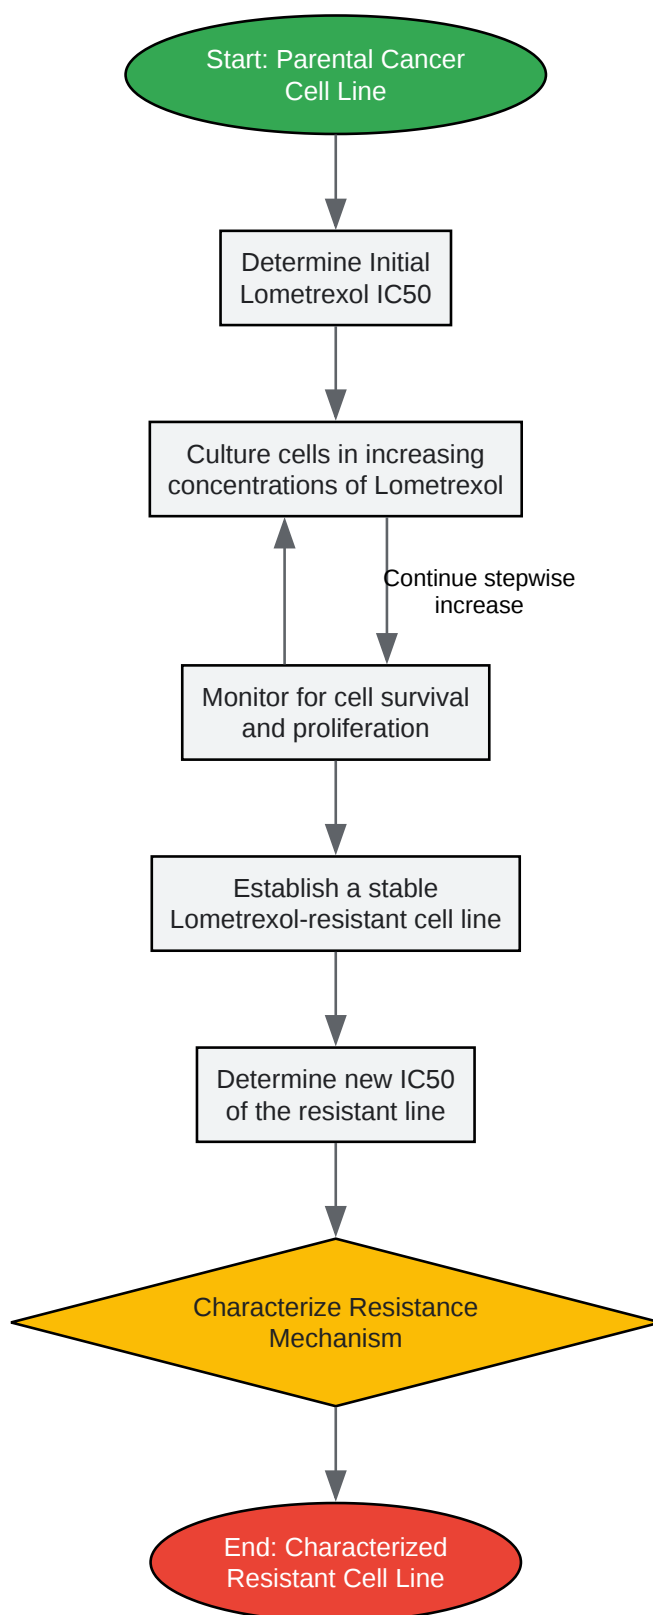 Start: Parental Cancer
Cell Line
Determine Initial
Lometrexol IC50
Culture cells in increasing
concentrations of Lometrexol
Continue stepwise
increase
Monitor for cell survival
and proliferation
Establish a stable
Lometrexol-resistant cell line
Determine new IC50
of the resistant line
Characterize Resistance
Mechanism
End: Characterized
Resistant Cell Line